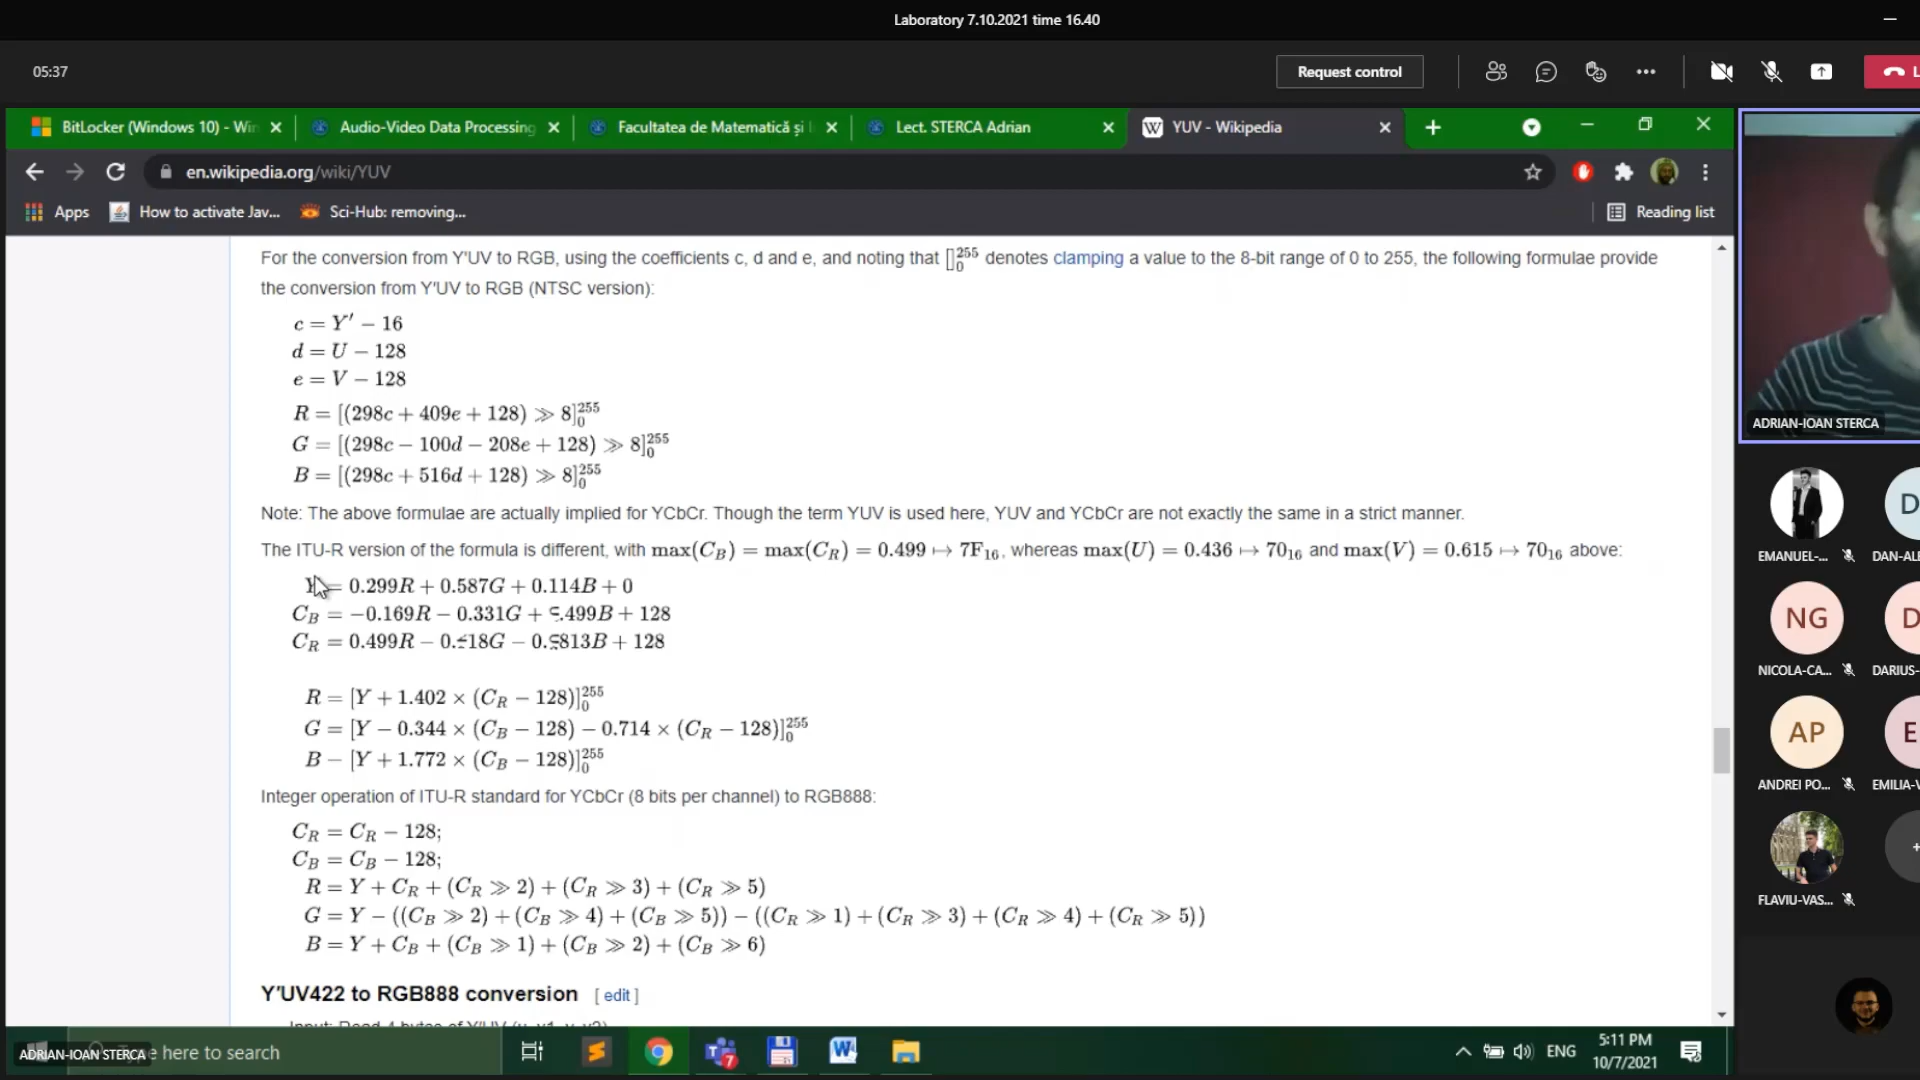 Laboratory 7.10.2021 time 16.40
05:37
Request control
BitLocker (Windows 10) - Win
Audio-Video Data Processing
Facultatea de Matematică și I
Lect. STERCA Adrian
YUV - Wikipedia
en.wikipedia.org/wiki/YUV
Apps
How to activate Jav...
Sci-Hub: removing...
Reading list
For the conversion from Y'UV to RGB, using the coefficients c, d and e, and noting that []₀²⁵⁵ denotes clamping a value to the 8-bit range of 0 to 255, the following formulae provide
the conversion from Y'UV to RGB (NTSC version):
c = Y′ − 16
d = U − 128
e = V − 128
R = [(298c + 409e + 128) ≫ 8]₀²⁵⁵
G = [(298c − 100d − 208e + 128) ≫ 8]₀²⁵⁵
B = [(298c + 516d + 128) ≫ 8]₀²⁵⁵
Note: The above formulae are actually implied for YCbCr. Though the term YUV is used here, YUV and YCbCr are not exactly the same in a strict manner.
The ITU-R version of the formula is different, with max(C_B) = max(C_R) = 0.499 ↦ 7F₁₆, whereas max(U) = 0.436 ↦ 70₁₆ and max(V) = 0.615 ↦ 70₁₆ above:
= 0.299R + 0.587G + 0.114B + 0
C_B = −0.169R − 0.331G + .499B + 128
C_R = 0.499R − 0.418G − 0.0813B + 128
R = [Y + 1.402 × (C_R − 128)]₀²⁵⁵
G = [Y − 0.344 × (C_B − 128) − 0.714 × (C_R − 128)]₀²⁵⁵
B − [Y + 1.772 × (C_B − 128)]₀²⁵⁵
Integer operation of ITU-R standard for YCbCr (8 bits per channel) to RGB888:
C_R = C_R − 128;
C_B = C_B − 128;
R = Y + C_R + (C_R ≫ 2) + (C_R ≫ 3) + (C_R ≫ 5)
G = Y − ((C_B ≫ 2) + (C_B ≫ 4) + (C_B ≫ 5)) − ((C_R ≫ 1) + (C_R ≫ 3) + (C_R ≫ 4) + (C_R ≫ 5))
B = Y + C_B + (C_B ≫ 1) + (C_B ≫ 2) + (C_B ≫ 6)
Y'UV422 to RGB888 conversion [ edit ]
ADRIAN-IOAN STERCA
EMANUEL-...
DAN-ALE
D
NG
D
NICOLA-CA...
DARIUS-
AP
E
ANDREI PO...
EMILIA-V
FLAVIU-VAS...
ADRIAN-IOAN STERCA
here to search
7
ENG
5:11 PM
10/7/2021